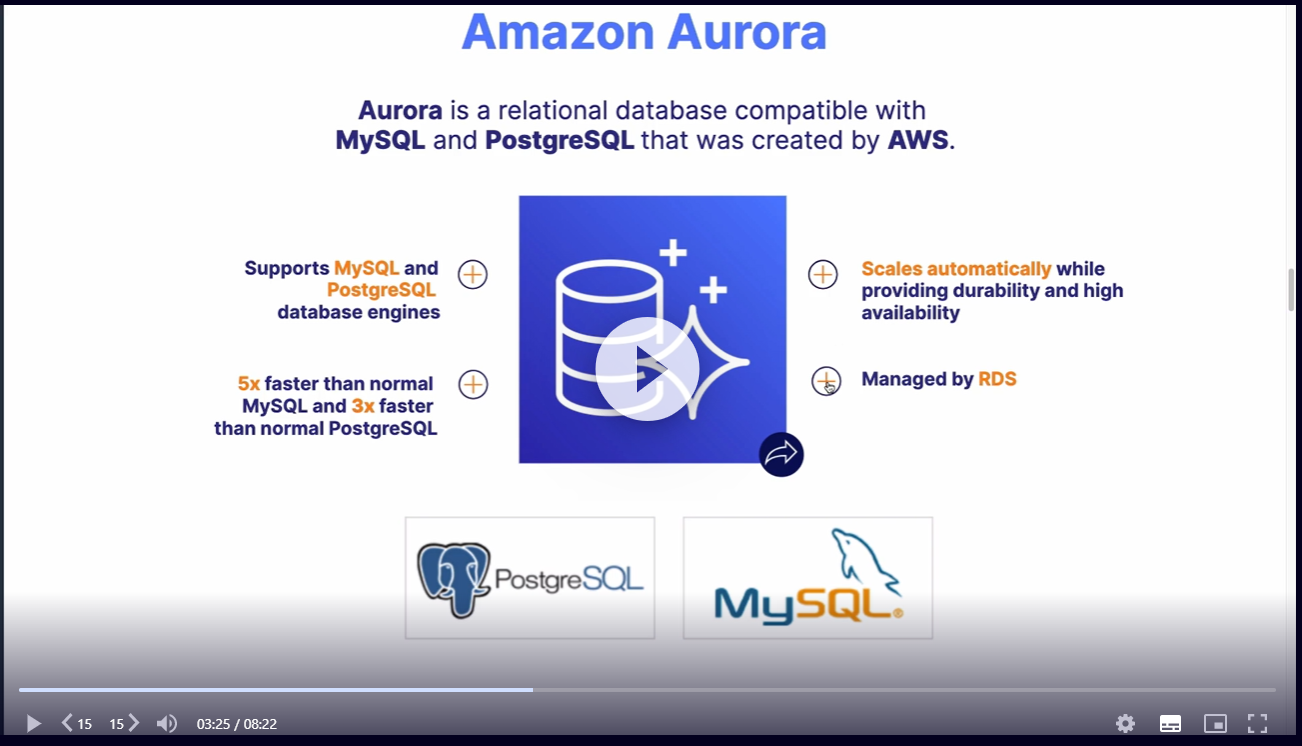 Amazon Aurora
Aurora is a relational database compatible with
MySQL and PostgreSQL that was created by AWS.
Supports MySQL and
PostgreSQL
database engines
5x faster than normal
MySQL and 3x faster
than normal PostgreSQL
Scales automatically while
providing durability and high
availability
Managed by RDS
PostgreSQL
MySQL®
15 15 03:25 / 08:22